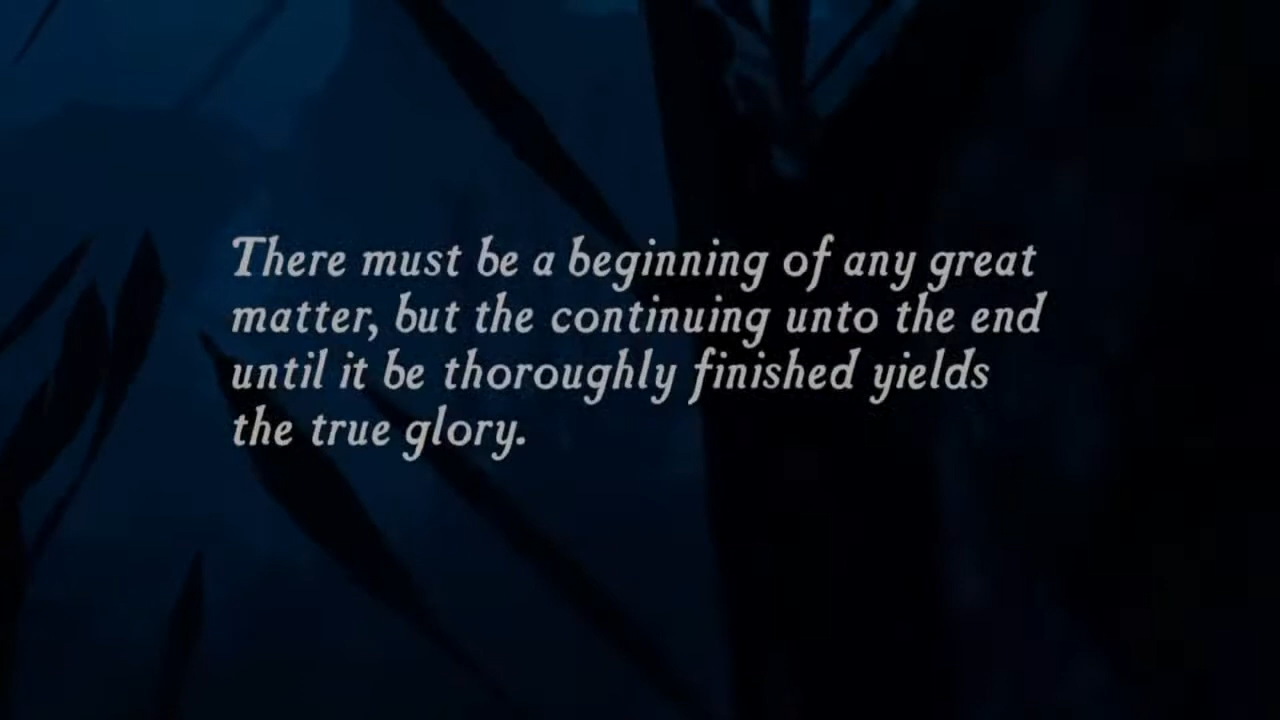 There must be a beginning of any great
matter, but the continuing unto the end
until it be thoroughly finished yields
the true glory.